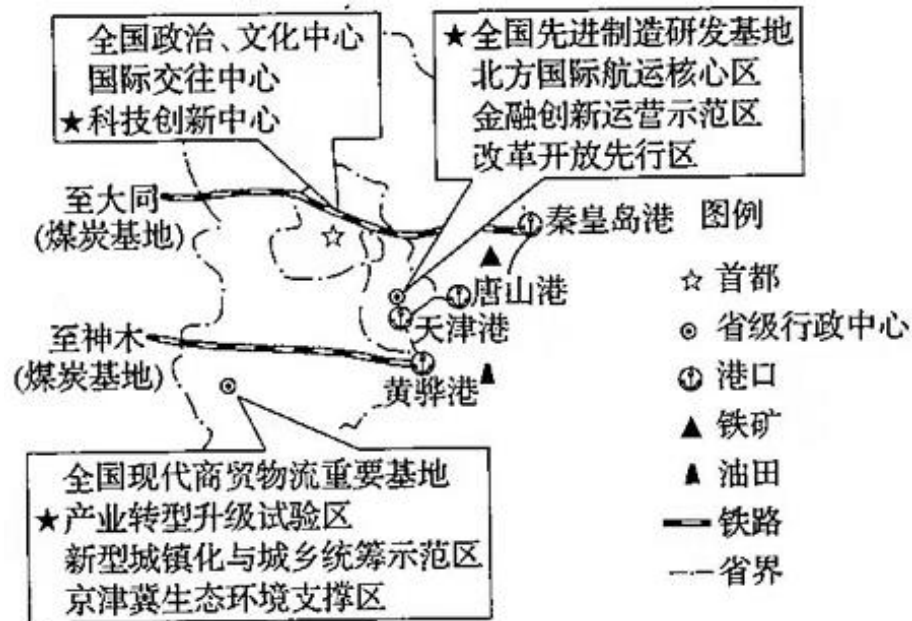 全国政治、文化中心
国际交往中心
★科技创新中心
★全国先进制造研发基地
北方国际航运核心区
金融创新运营示范区
改革开放先行区
至大同
(煤炭基地)
秦皇岛港
唐山港
天津港
至神木
(煤炭基地)
黄骅港
全国现代商贸物流重要基地
★产业转型升级试验区
新型城镇化与城乡统筹示范区
京津冀生态环境支撑区
图例
首都
省级行政中心
港口
铁矿
油田
铁路
省界